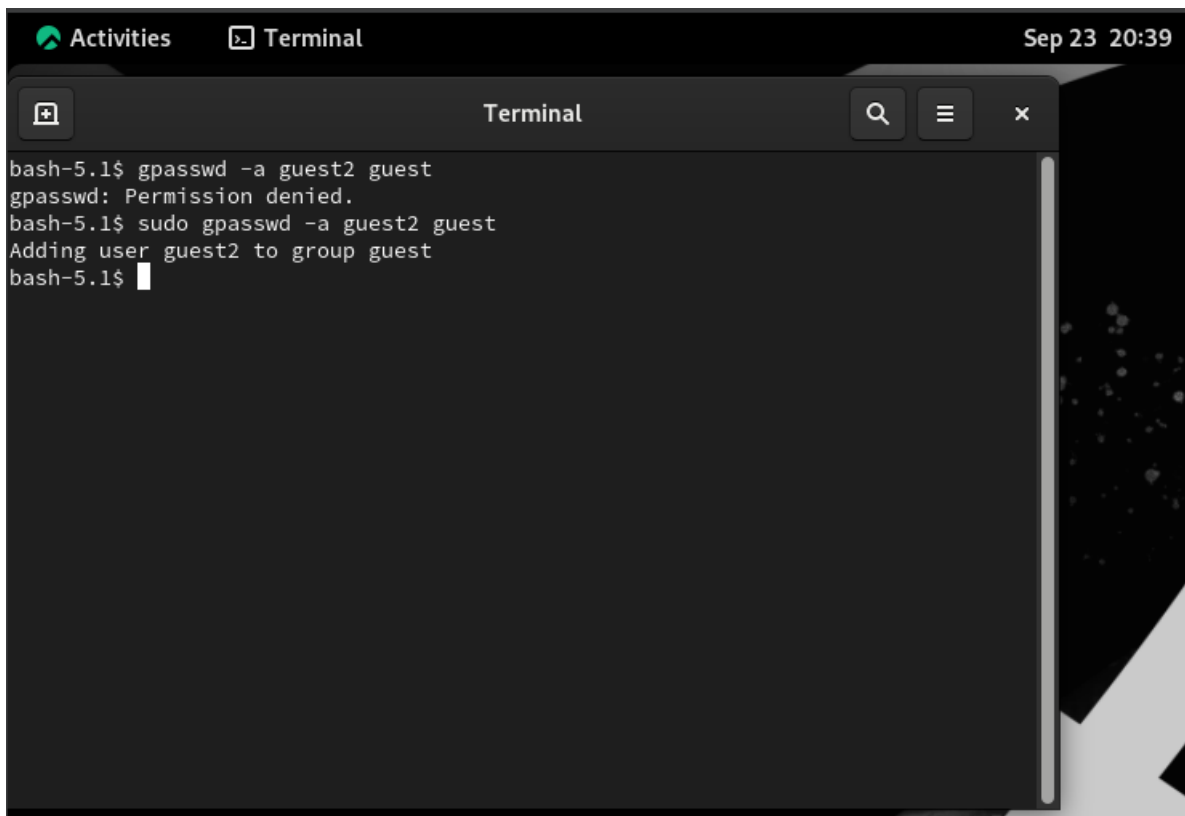 Activities Terminal Sep 23 20:39
Terminal
bash-5.1$ gpasswd -a guest2 guest
gpasswd: Permission denied.
bash-5.1$ sudo gpasswd -a guest2 guest
Adding user guest2 to group guest
bash-5.1$